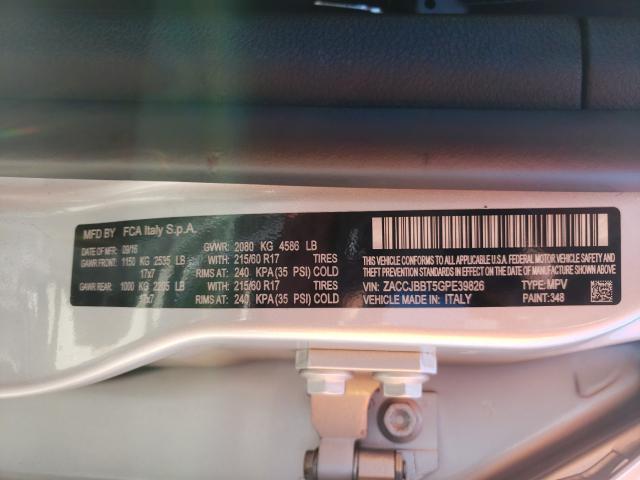 MFD BY FCA Italy S.p.A.
DATE OF MFR: 09/15 GVWR: 2080 KG 4586 LB
GAWR FRONT: 1150 KG 2535 LB WITH: 215/60 R17 TIRES
17x7 RIMS AT: 240 KPA(35 PSI) COLD
GAWR REAR: 1000 KG 2205 LB WITH: 215/60 R17 TIRES
17x7 RIMS AT: 240 KPA(35 PSI) COLD
THIS VEHICLE CONFORMS TO ALL APPLICABLE U.S.A. FEDERAL MOTOR VEHICLE
SAFETY, BUMPER, AND THEFT PREVENTION STANDARDS IN EFFECT ON THE DATE OF MANUFACTURE SHOWN ABOVE.
VIN: ZACCJBBT5GPE39826 TYPE:MPV
VEHICLE MADE IN: ITALY PAINT:348